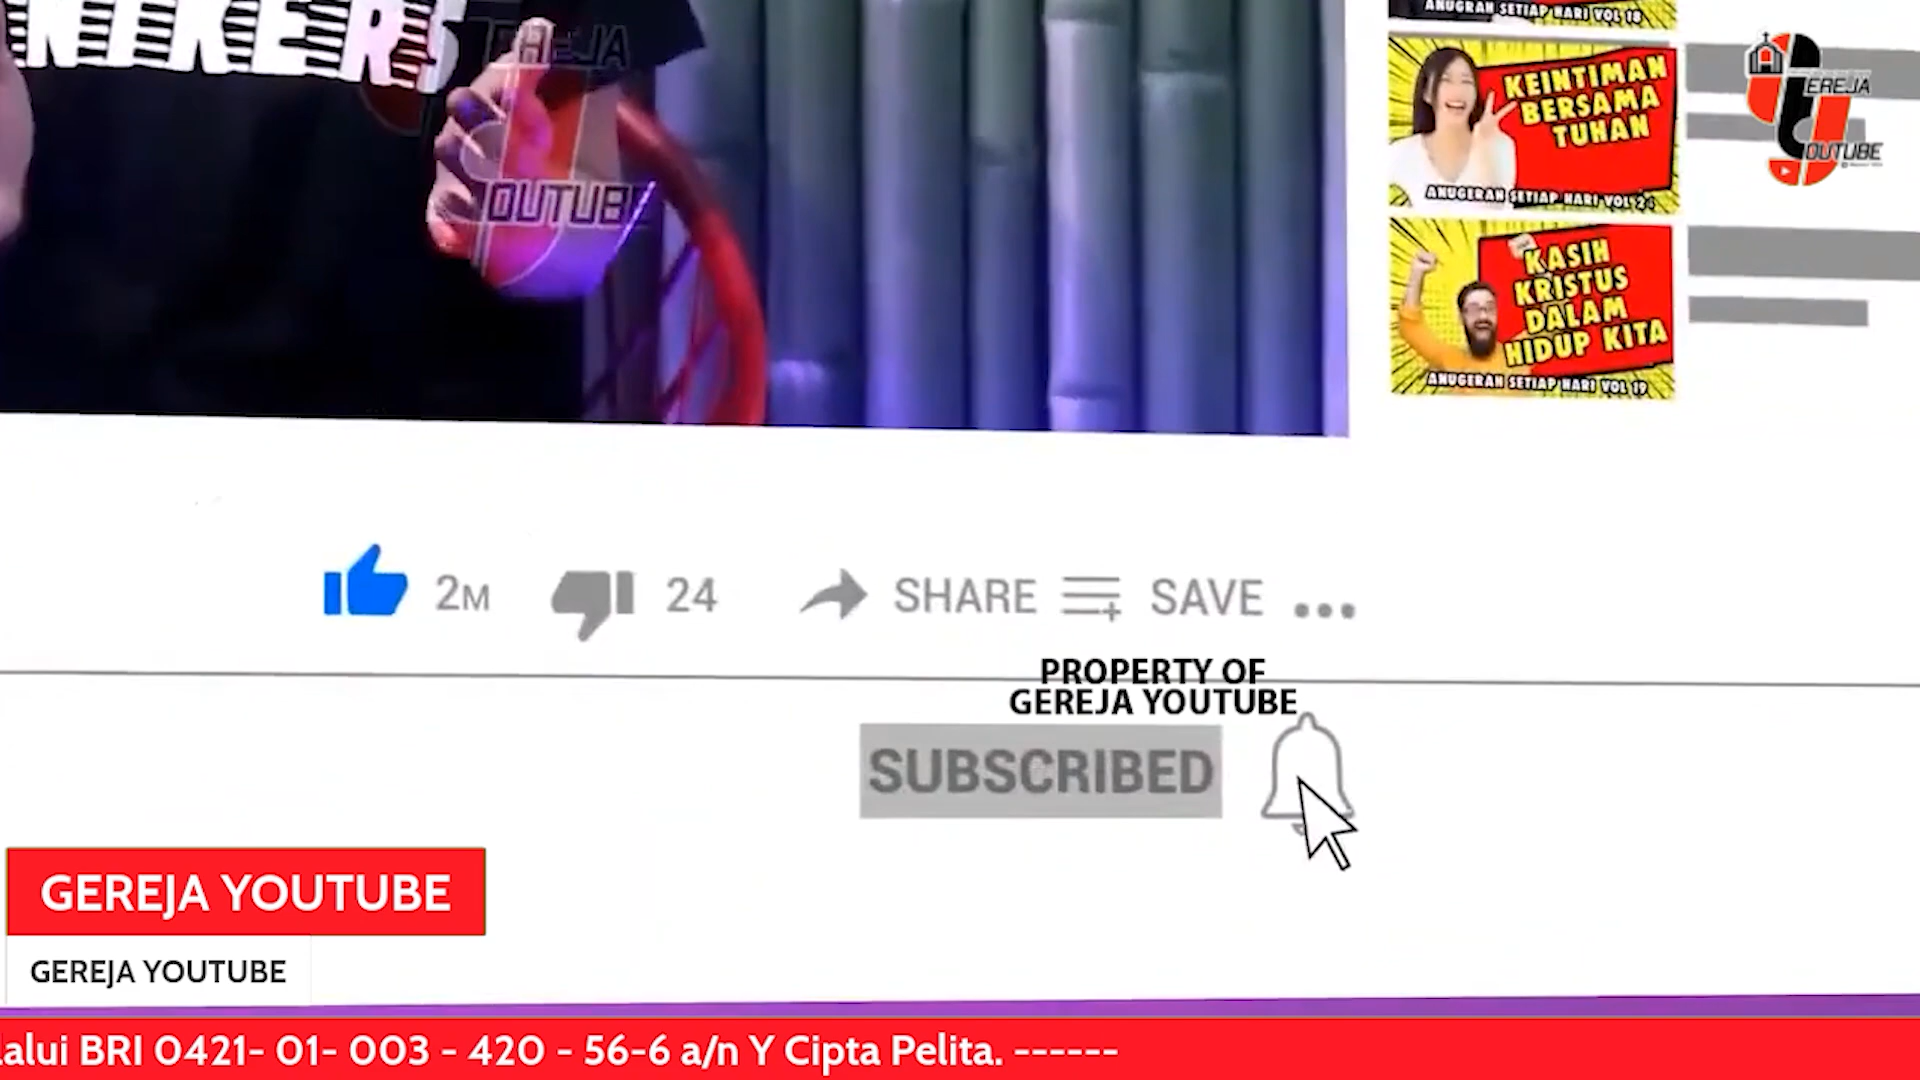 NIKERS
GEREJA
OUTUBE
ANUGRAH SETIAP HARI VOL 18
KEINTIMAN
BERSAMA
TUHAN
ANUGERAH SETIAP HARI VOL 24
KASIH
KRISTUS
DALAM
HIDUP KITA
ANUGERAH SETIAP HARI VOL 19
EREJA
OUTUBE
2M
24
SHARE
SAVE
PROPERTY OF
GEREJA YOUTUBE
SUBSCRIBED
GEREJA YOUTUBE
GEREJA YOUTUBE
lalui BRI 0421- 01- 003 - 420 - 56-6 a/n Y Cipta Pelita. ------